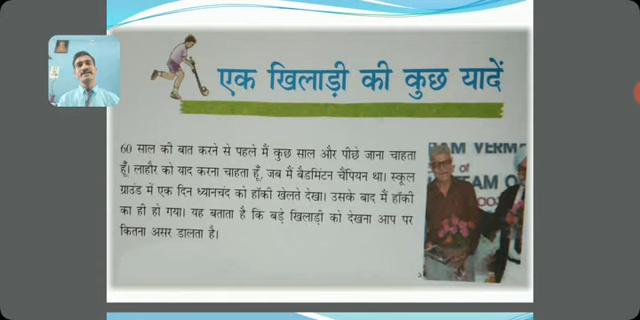 एक खिलाड़ी की कुछ यादें
60 साल की बात करने से पहले मैं कुछ साल और पीछे जाना चाहता
हूँ। लाहौर को याद करना चाहता हूँ, जब मैं बैडमिंटन चैंपियन था। स्कूल
ग्राउंड में एक दिन ध्यानचंद को हॉकी खेलते देखा। उसके बाद मैं हॉकी
का ही हो गया। यह बताता है कि बड़े खिलाड़ी को देखना आप पर
कितना असर डालता है।
RAM VERM
of
TEAM O